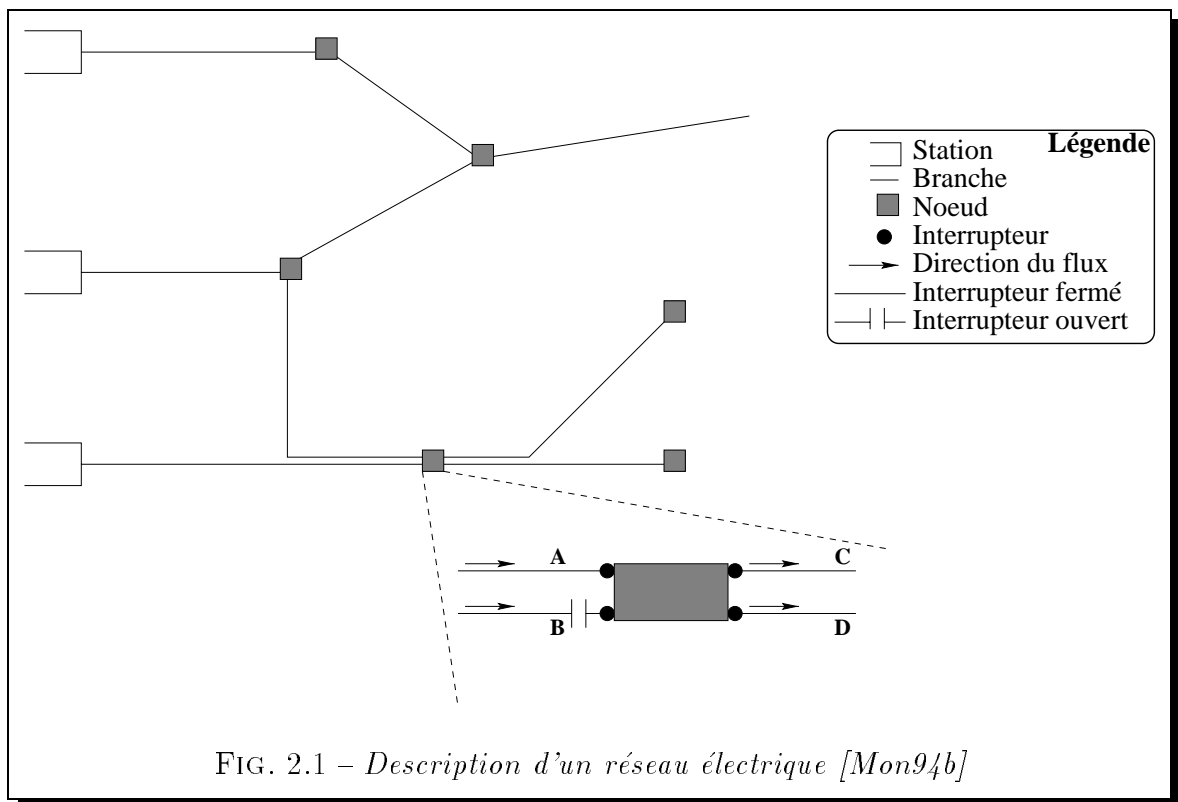 Légende
Station
Branche
Noeud
Interrupteur
Direction du flux
Interrupteur fermé
Interrupteur ouvert
A
C
B
D
FIG. 2.1 – Description d'un réseau électrique [Mon94b]